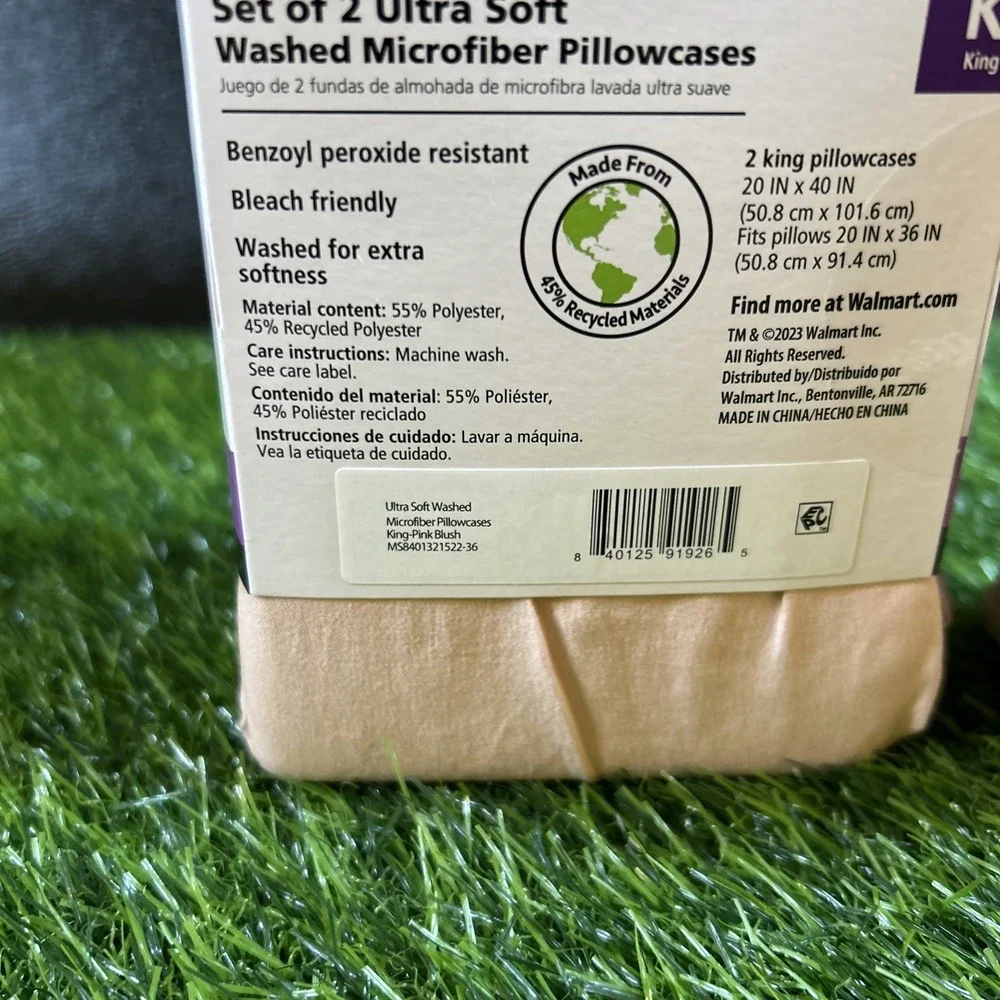 Set of 2 Ultra Soft
Washed Microfiber Pillowcases
Juego de 2 fundas de almohada de microfibra lavada ultra suave
Benzoyl peroxide resistant
Bleach friendly
Washed for extra
softness
Material content: 55% Polyester,
45% Recycled Polyester
Care instructions: Machine wash.
See care label.
Contenido del material: 55% Poliéster,
45% Poliéster reciclado
Instrucciones de cuidado: Lavar a máquina.
Vea la etiqueta de cuidado.
Made From
45% Recycled Materials
K
King
2 king pillowcases
20 IN x 40 IN
(50.8 cm x 101.6 cm)
Fits pillows 20 IN x 36 IN
(50.8 cm x 91.4 cm)
Find more at Walmart.com
TM & ©2023 Walmart Inc.
All Rights Reserved.
Distributed by/Distribuido por
Walmart Inc., Bentonville, AR 72716
MADE IN CHINA/HECHO EN CHINA
Ultra Soft Washed
Microfiber Pillowcases
King-Pink Blush
MS8401321522-36
8 40125 91926 5
EPC
TM